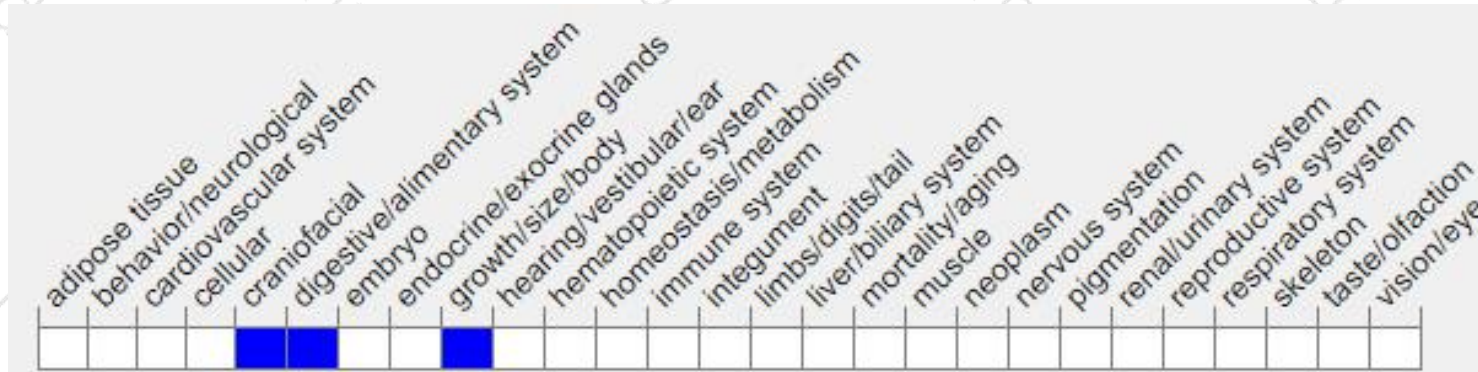 adipose tissue
behavior/neurological
cardiovascular system
cellular
craniofacial
digestive/alimentary system
embryo
endocrine/exocrine glands
growth/size/body
hearing/vestibular/ear
hematopoietic system
homeostasis/metabolism
immune system
integument
limbs/digits/tail
liver/biliary system
mortality/aging
muscle
neoplasm
nervous system
pigmentation
renal/urinary system
reproductive system
respiratory system
skeleton
taste/olfaction
vision/eye